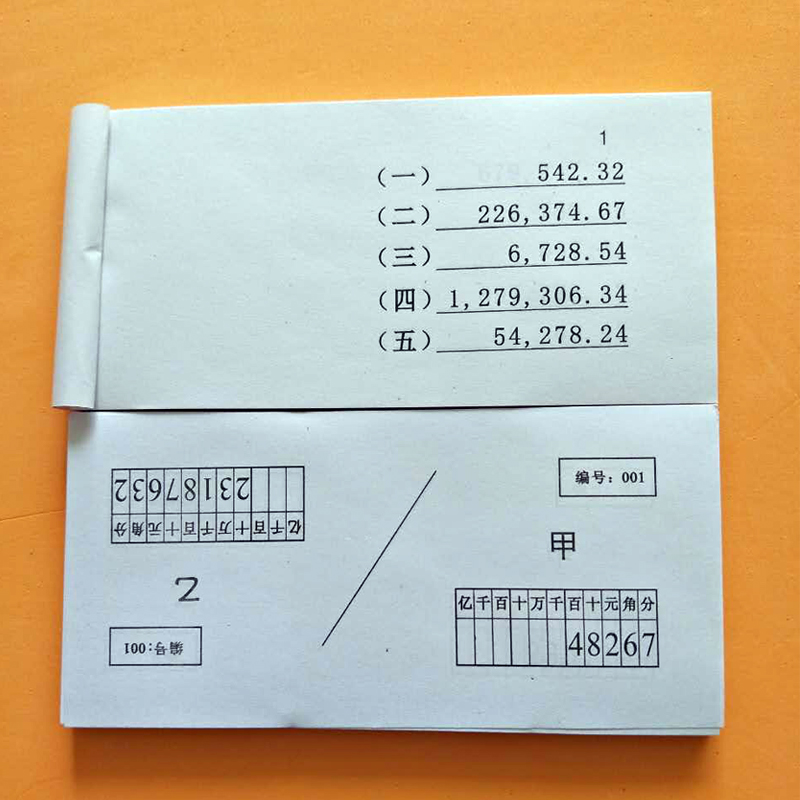 1
(一) 542.32
(二) 226,374.67
(三) 6,728.54
(四) 1,279,306.34
(五) 54,278.24
编号：001
甲
亿千百十万千百十元角分
48267
编号：001
乙
亿千百十万千百十元角分
23187632